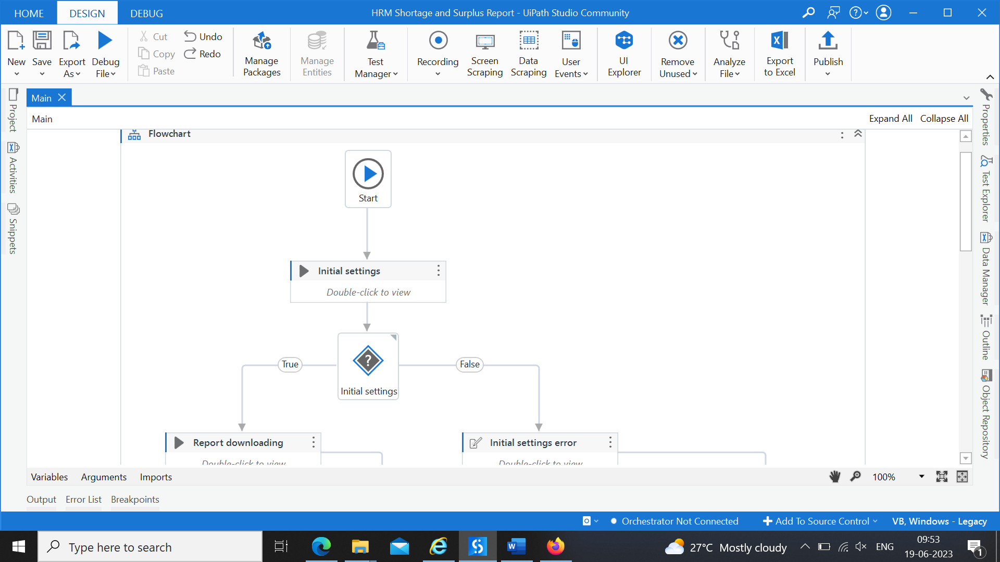 HOME DESIGN DEBUG HRM Shortage and Surplus Report - UiPath Studio Community
New Save Export As Debug File
Cut Undo
Copy Redo
Paste
Manage Packages
Manage Entities
Test Manager
Recording
Screen Scraping
Data Scraping
User Events
UI Explorer
Remove Unused
Analyze File
Export to Excel
Publish
Main
Main Expand All Collapse All
Project
Activities
Snippets
Flowchart
Start
Initial settings
Double-click to view
True
False
Initial settings
Report downloading
Double-click to view
Initial settings error
Double-click to view
Properties
Test Explorer
Data Manager
Outline
Object Repository
Variables Arguments Imports 100%
Output Error List Breakpoints
Orchestrator Not Connected Add To Source Control VB, Windows - Legacy
Type here to search
27°C Mostly cloudy
ENG
09:53
19-06-2023
1